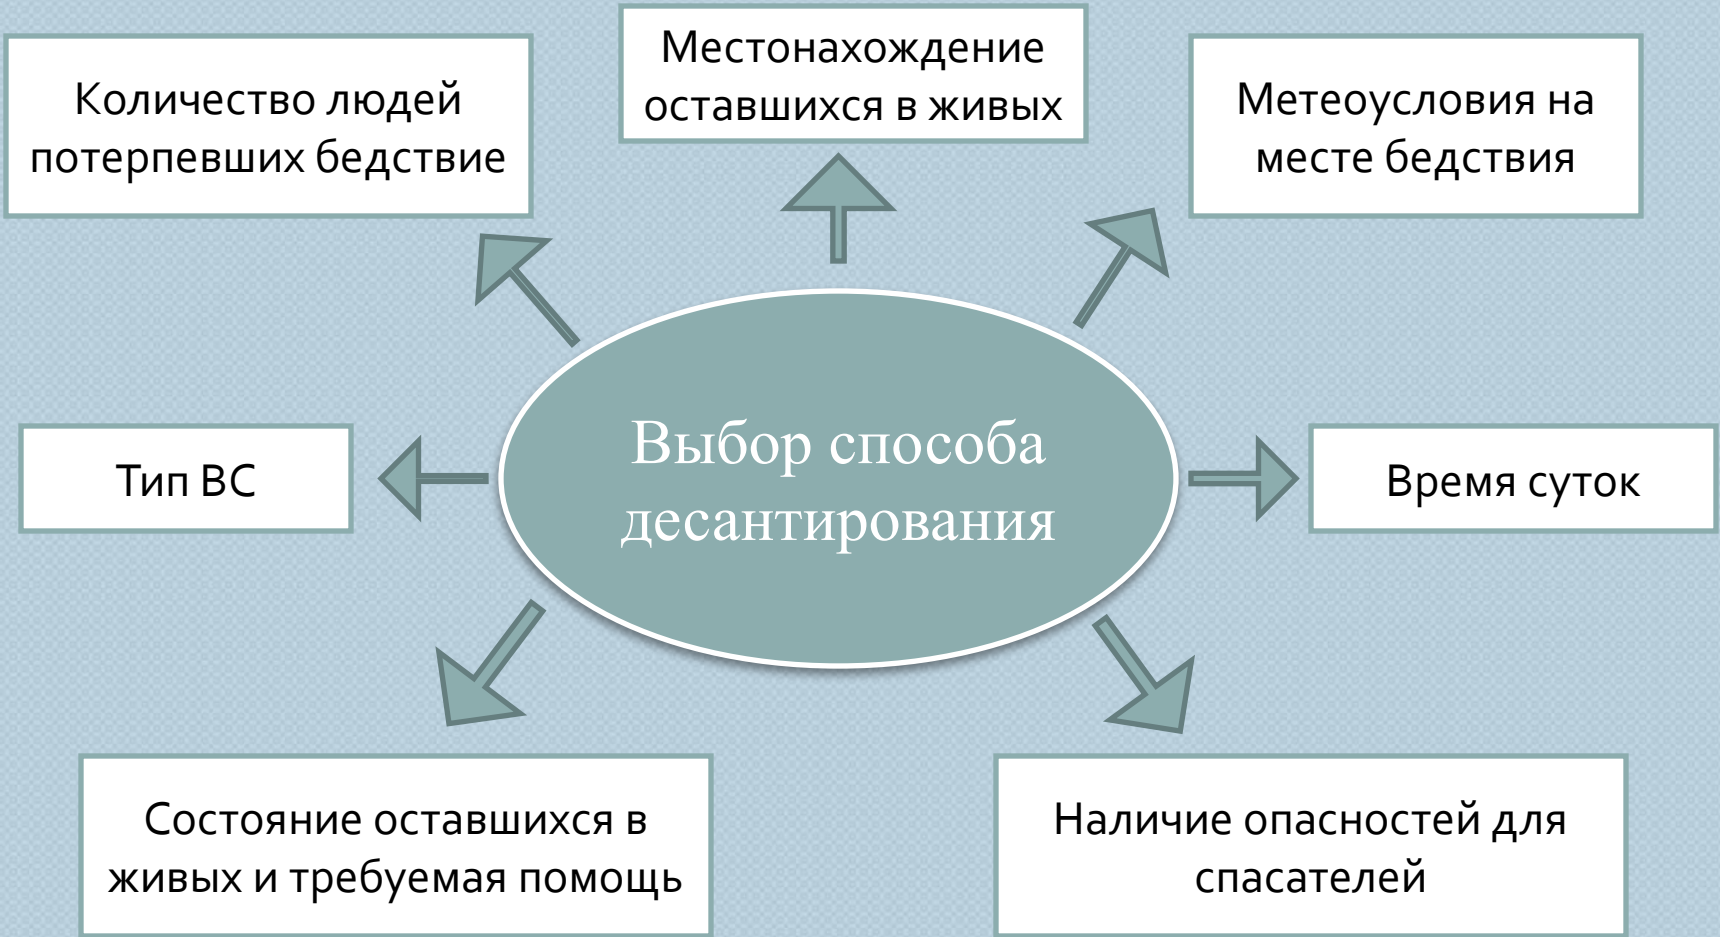 Количество людей
потерпевших бедствие
Местонахождение
оставшихся в живых
Метеоусловия на
месте бедствия
Тип ВС
Выбор способа
десантирования
Время суток
Состояние оставшихся в
живых и требуемая помощь
Наличие опасностей для
спасателей